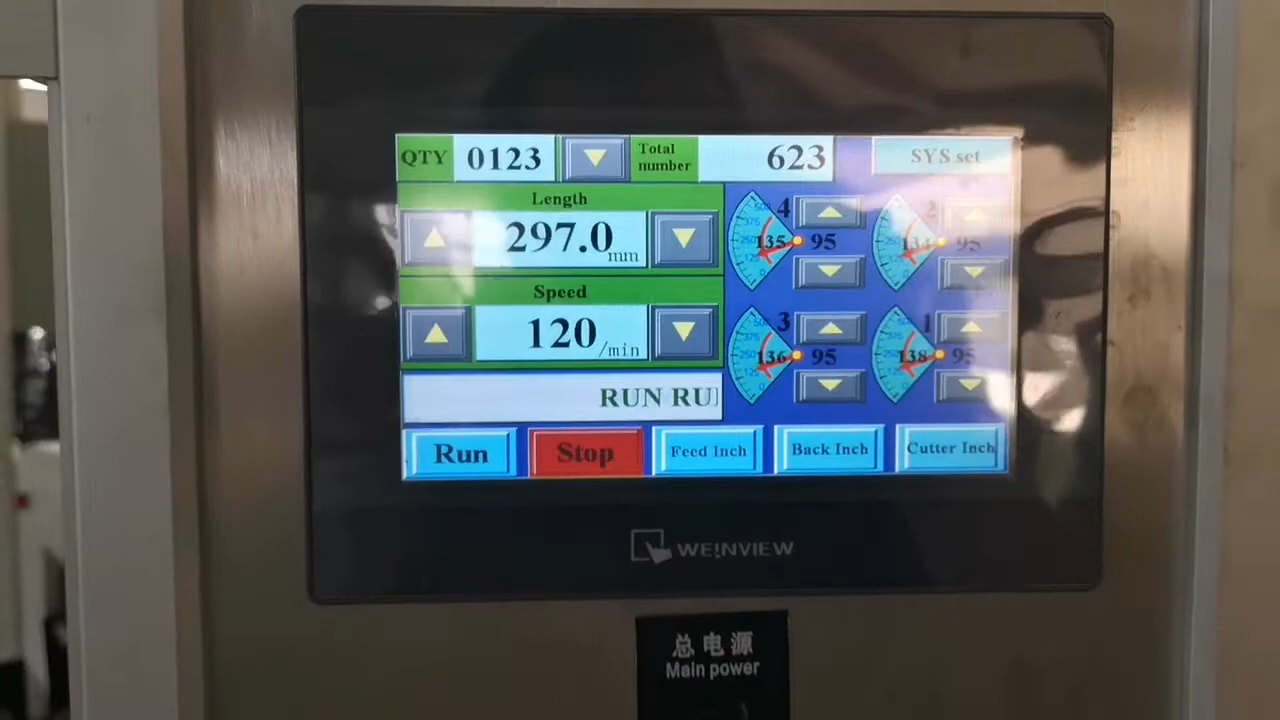 QTY 0123 ▼ Total number 623 SYS set
Length
▲ 297.0 mm ▼
Speed
▲ 120 /min ▼
RUN RU
4 135 95
2 95
3 136 95
1 138 95
Run Stop Feed Inch Back Inch Cutter Inch
WEINVIEW
总电源
Main power